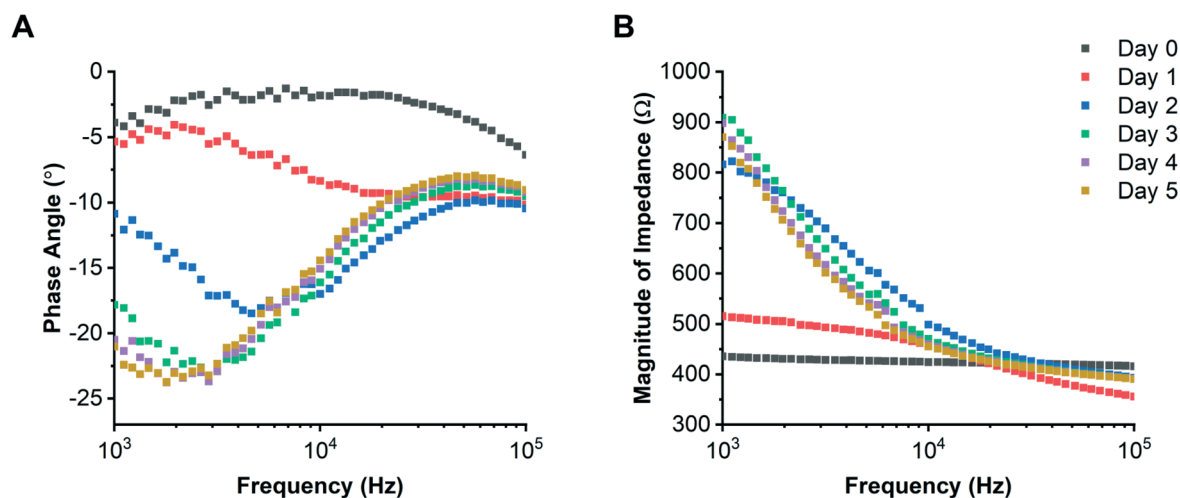 A
Phase Angle (°)
0
-5
-10
-15
-20
-25
10³
10⁴
10⁵
Frequency (Hz)
B
Magnitude of Impedance (Ω)
1000
900
800
700
600
500
400
300
10³
10⁴
10⁵
Frequency (Hz)
Day 0
Day 1
Day 2
Day 3
Day 4
Day 5